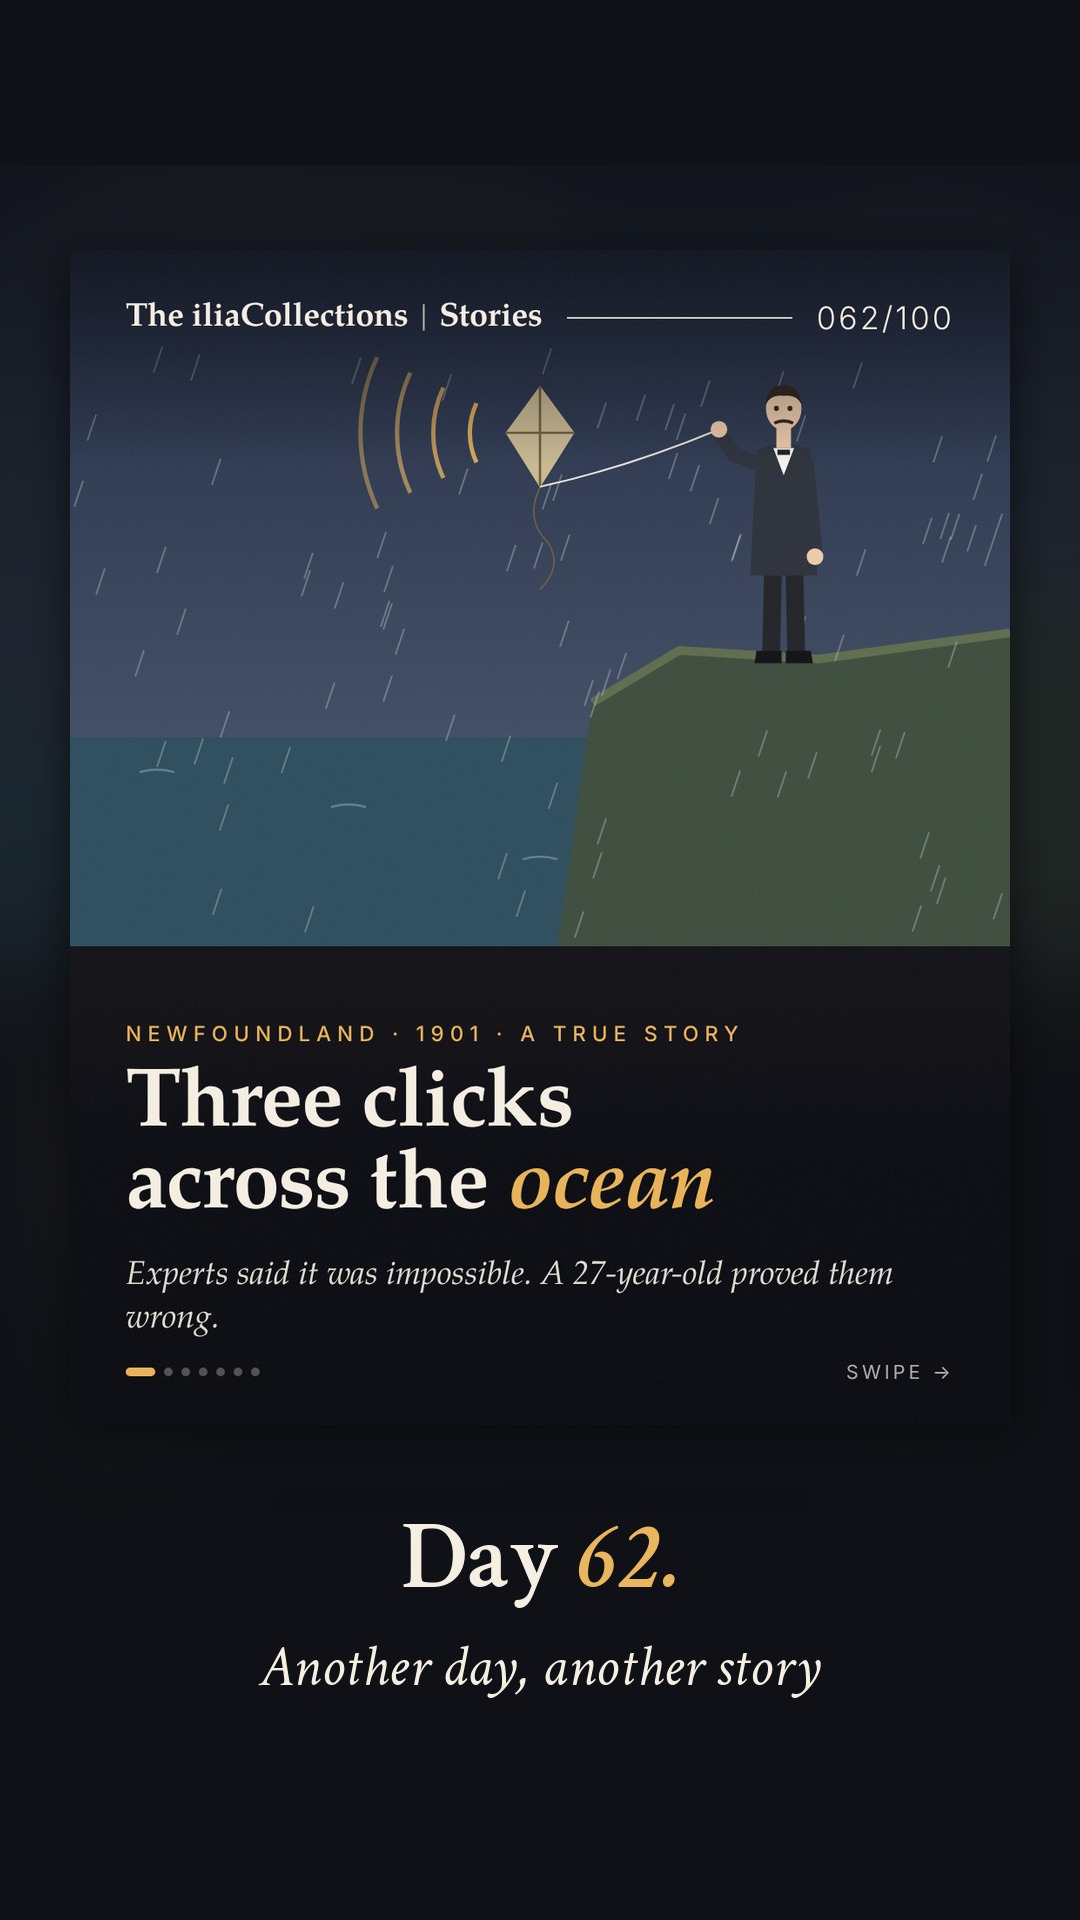 The iliaCollections | Stories 062/100
NEWFOUNDLAND · 1901 · A TRUE STORY
Three clicks
across the ocean
Experts said it was impossible. A 27-year-old proved them
wrong.
SWIPE →
Day 62.
Another day, another story